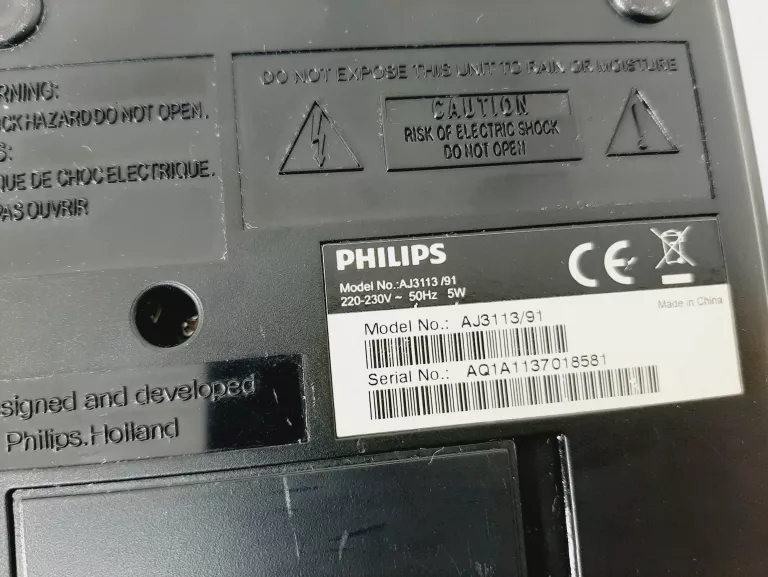 RNING:
CK HAZARD DO NOT OPEN.
S:
QUE DE CHOC ELECTRIQUE.
PAS OUVRIR
DO NOT EXPOSE THIS UNIT TO RAIN OR MOISTURE
CAUTION
RISK OF ELECTRIC SHOCK
DO NOT OPEN
PHILIPS
Model No.:AJ3113 /91
220-230V ~ 50Hz 5W
CE
Made in China
Model No.: AJ3113/91
Serial No.: AQ1A1137018581
signed and developed
Philips.Holland